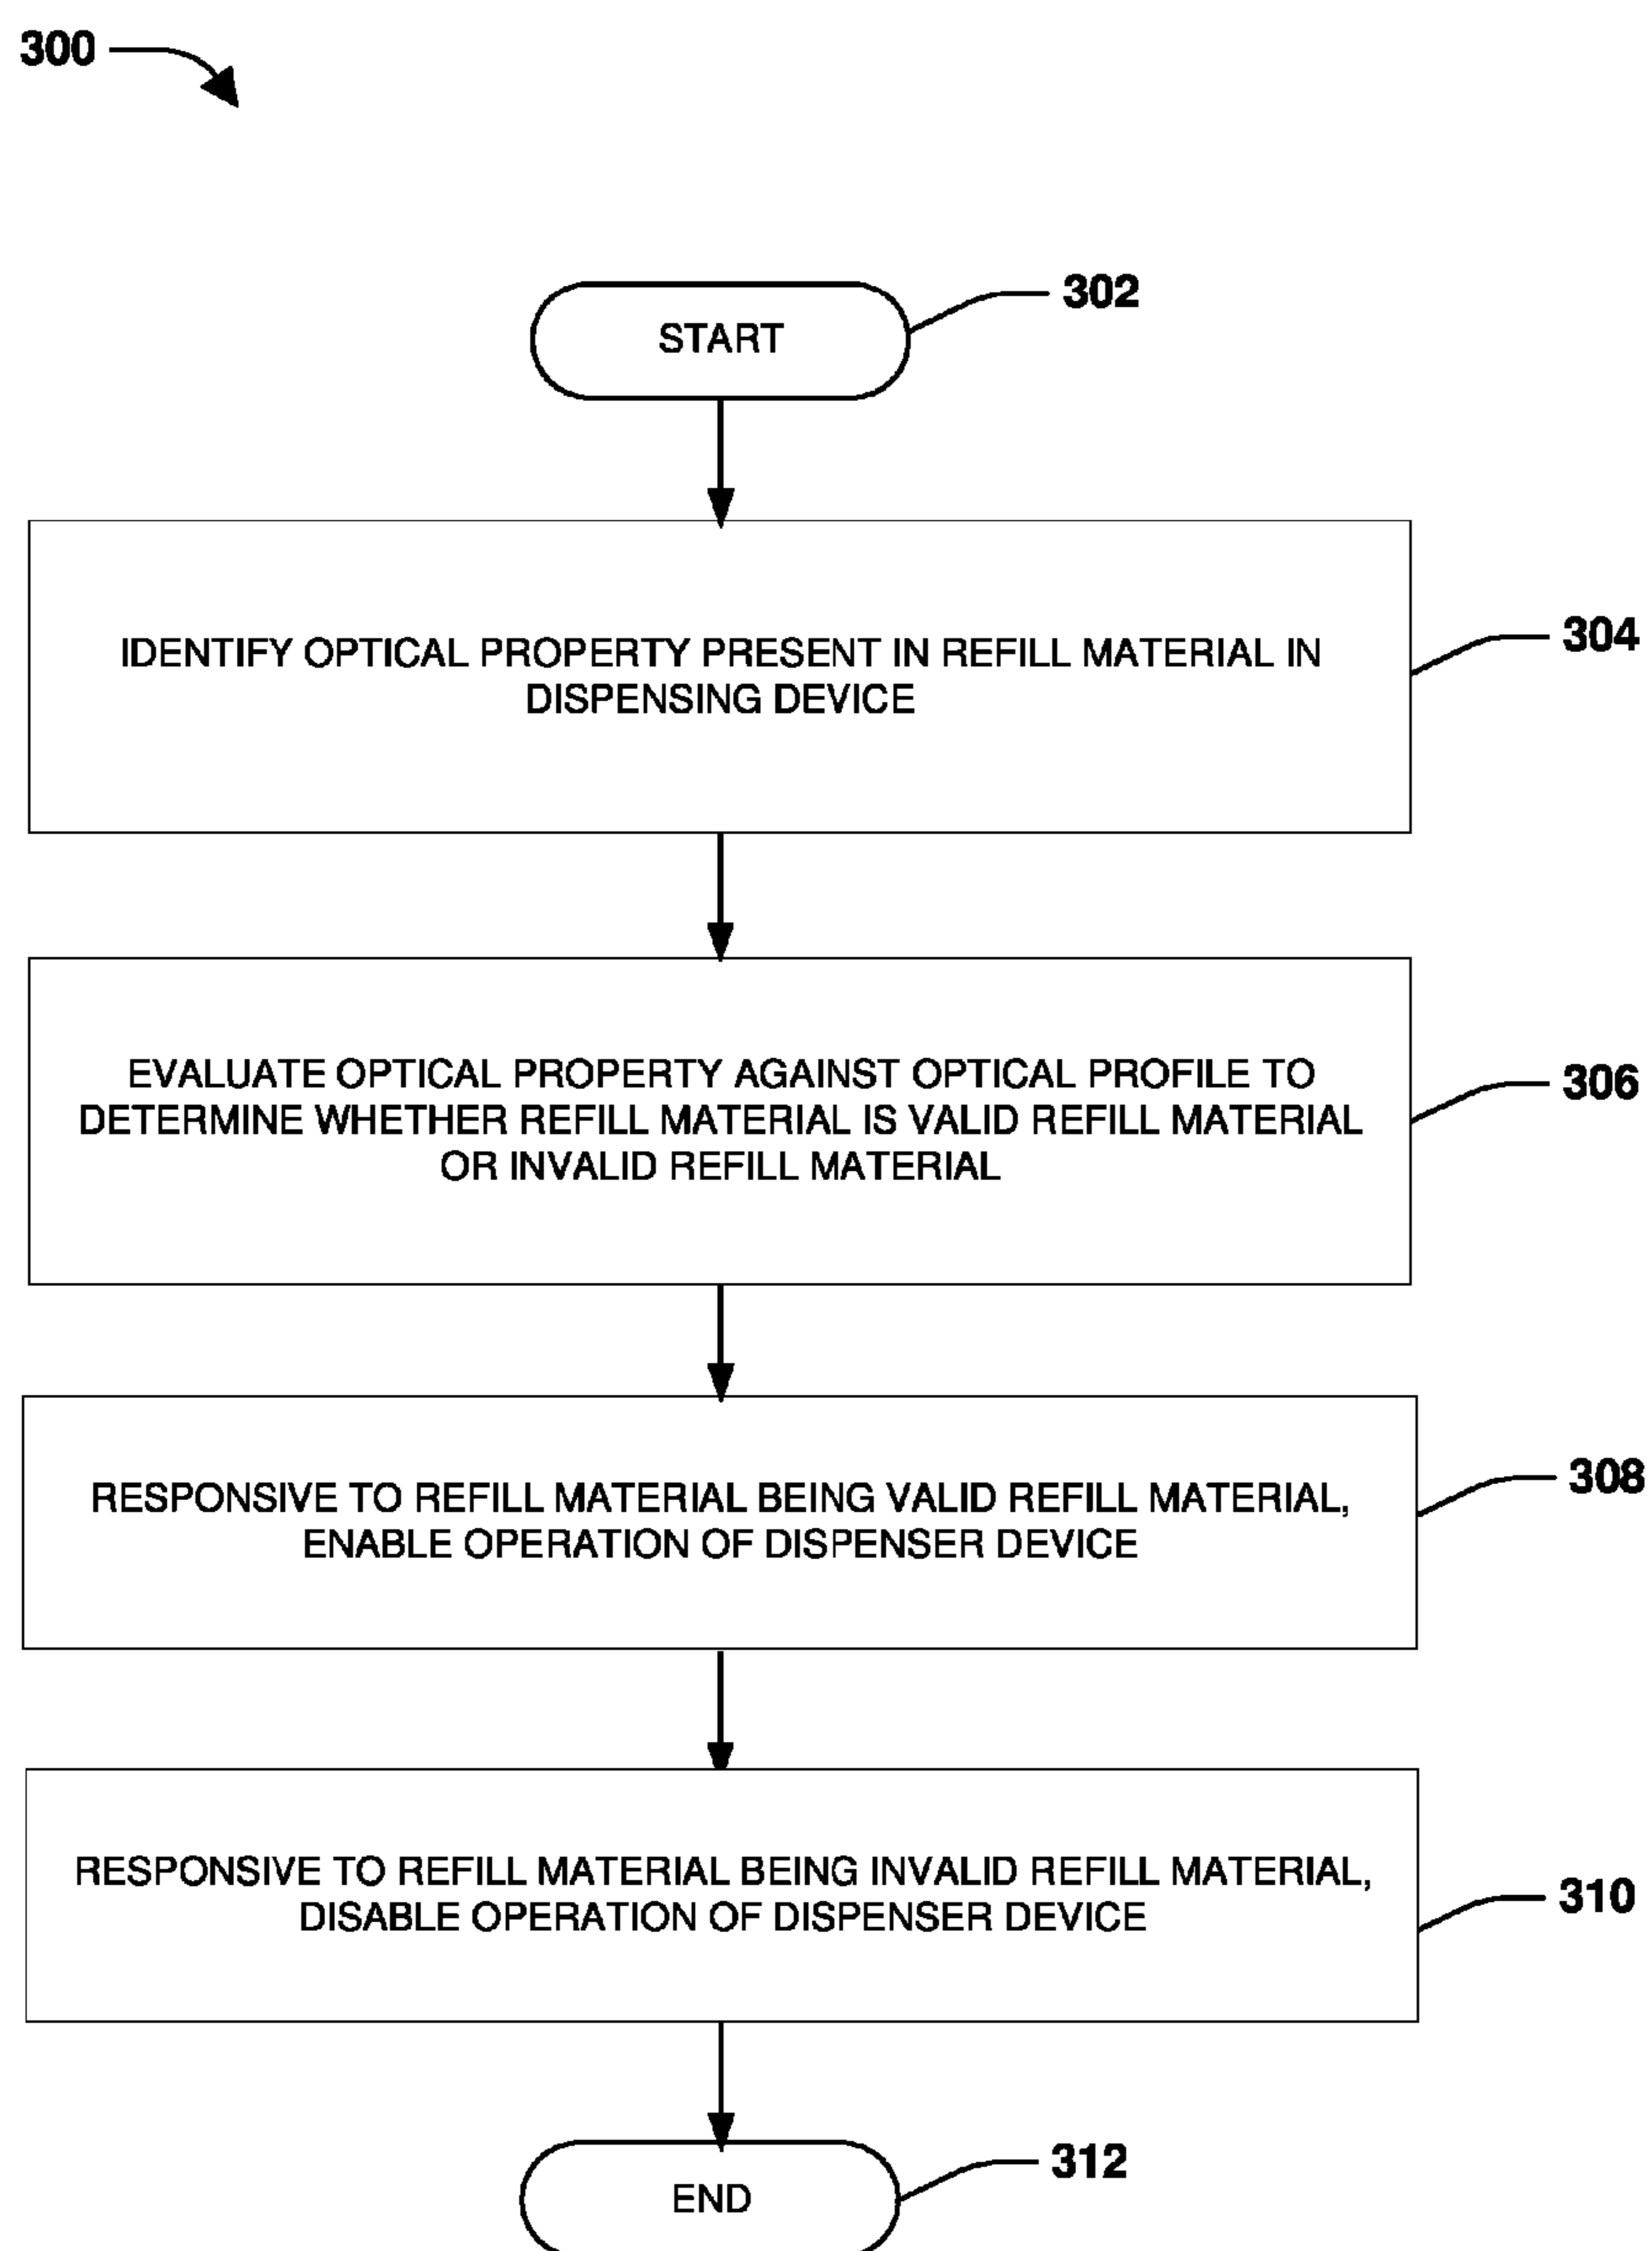 300
START
302
IDENTIFY OPTICAL PROPERTY PRESENT IN REFILL MATERIAL IN
DISPENSING DEVICE
304
EVALUATE OPTICAL PROPERTY AGAINST OPTICAL PROFILE TO
DETERMINE WHETHER REFILL MATERIAL IS VALID REFILL MATERIAL
OR INVALID REFILL MATERIAL
306
RESPONSIVE TO REFILL MATERIAL BEING VALID REFILL MATERIAL,
ENABLE OPERATION OF DISPENSER DEVICE
308
RESPONSIVE TO REFILL MATERIAL BEING INVALID REFILL MATERIAL,
DISABLE OPERATION OF DISPENSER DEVICE
310
END
312